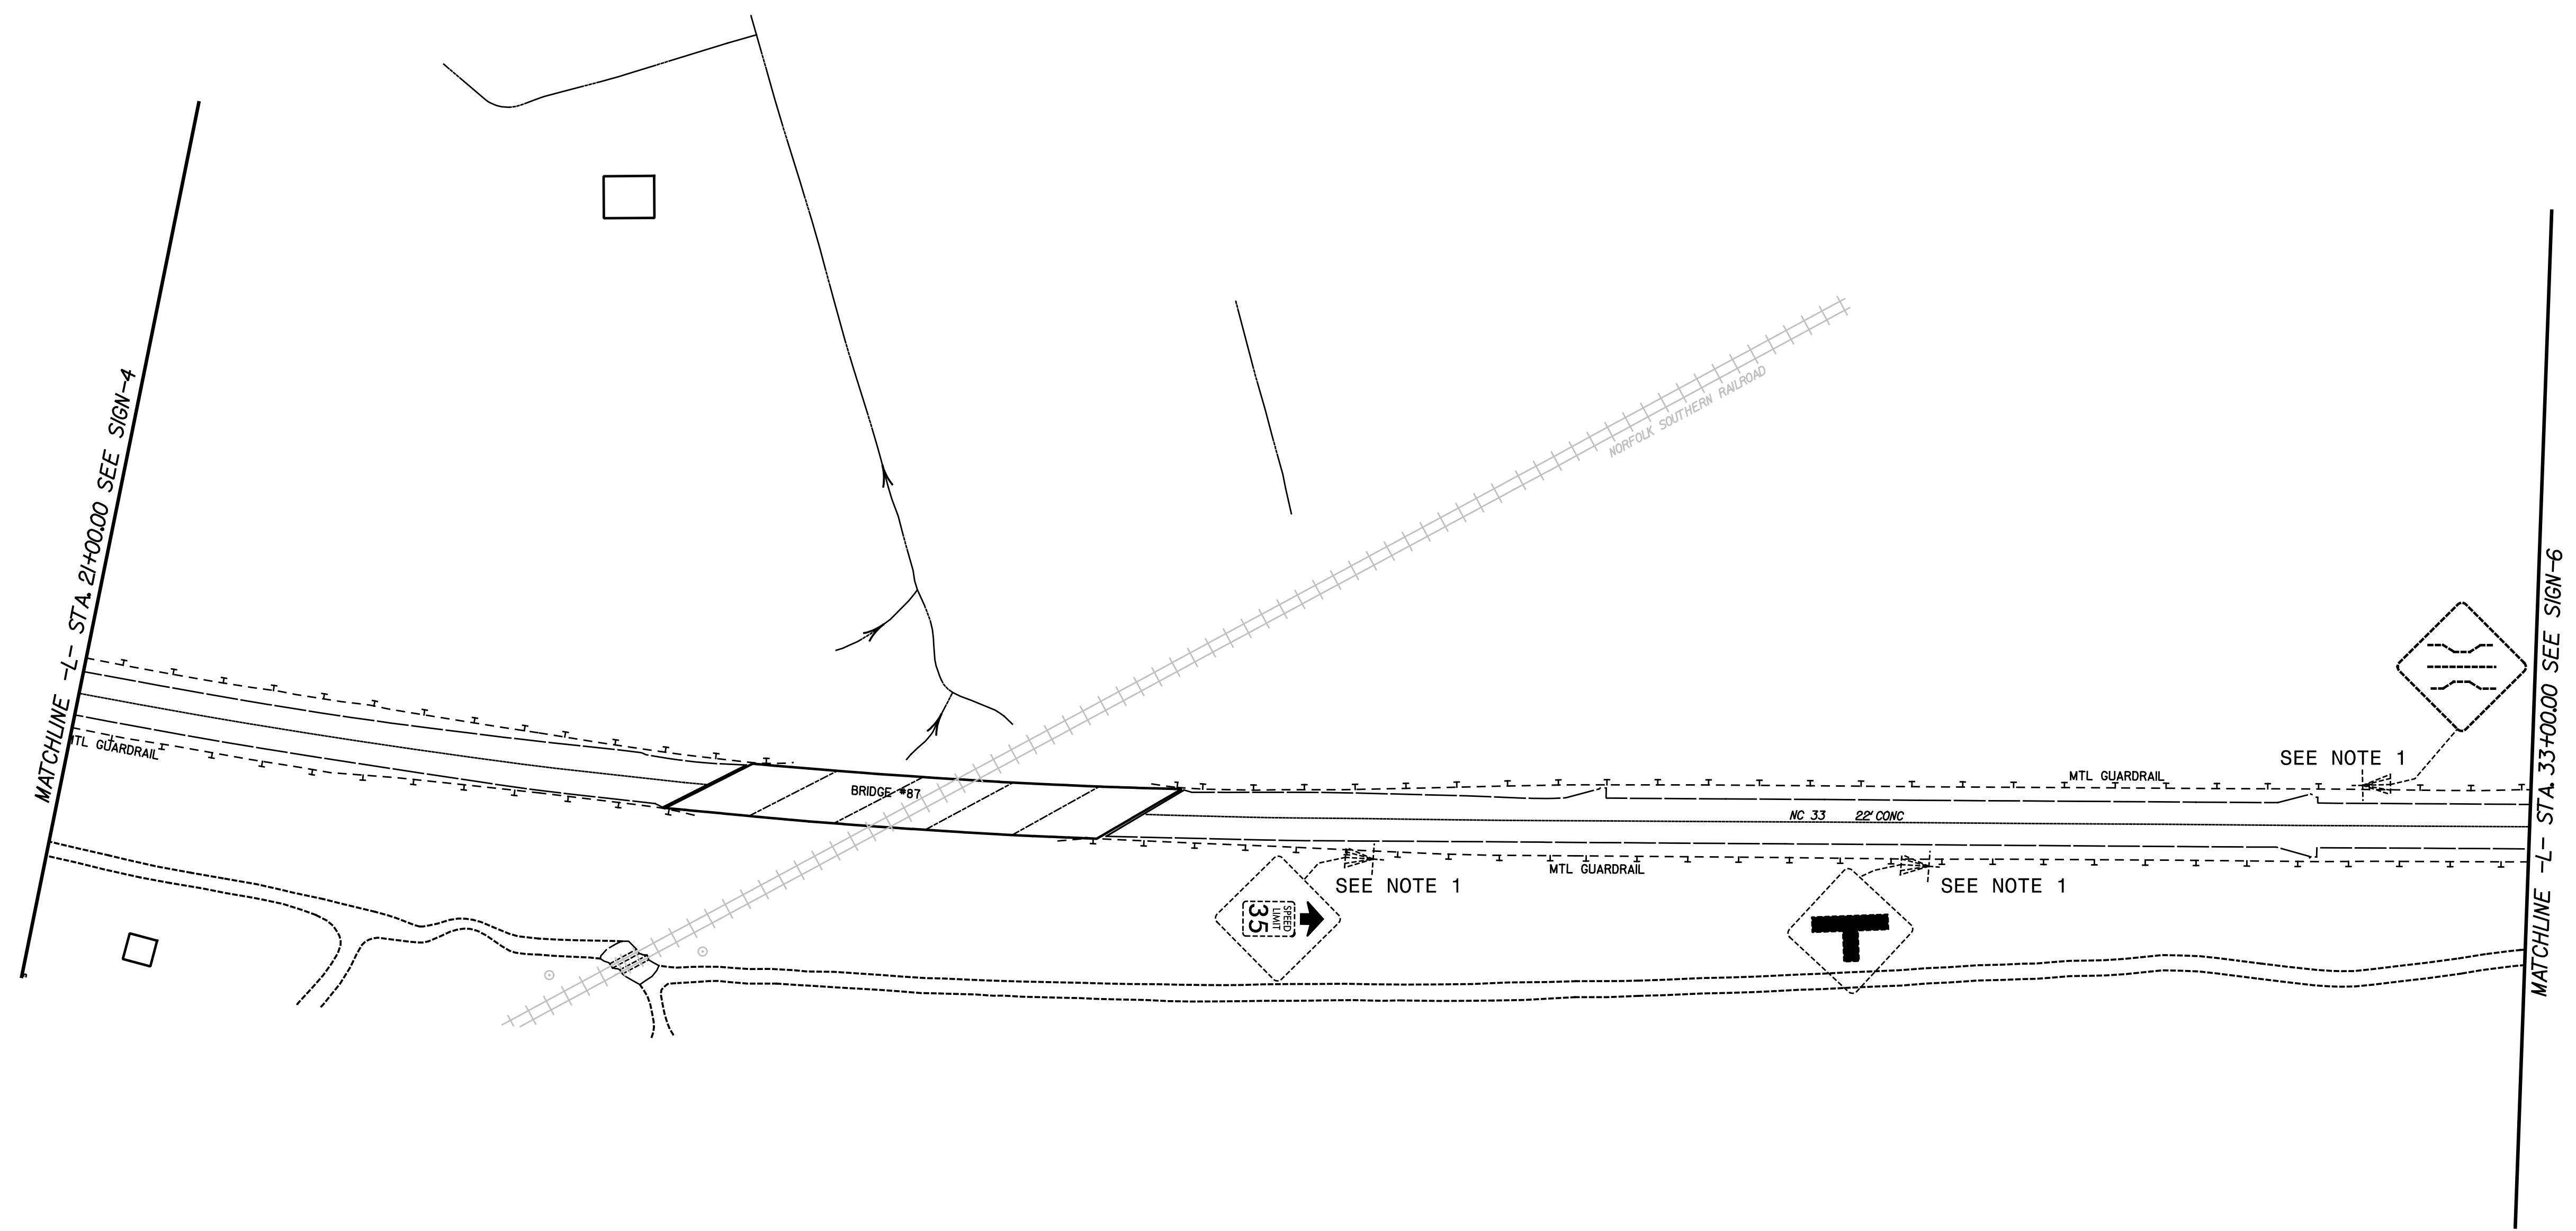 MATCHLINE -L- STA. 21+00.00 SEE SIGN-4
MTL GUARDRAIL
BRIDGE #87
NORFOLK SOUTHERN RAILROAD
SEE NOTE 1
MTL GUARDRAIL
NC 33 22' CONC
SEE NOTE 1
MTL GUARDRAIL
SEE NOTE 1
SPEED
LIMIT
35
MATCHLINE -L- STA. 33+00.00 SEE SIGN-6